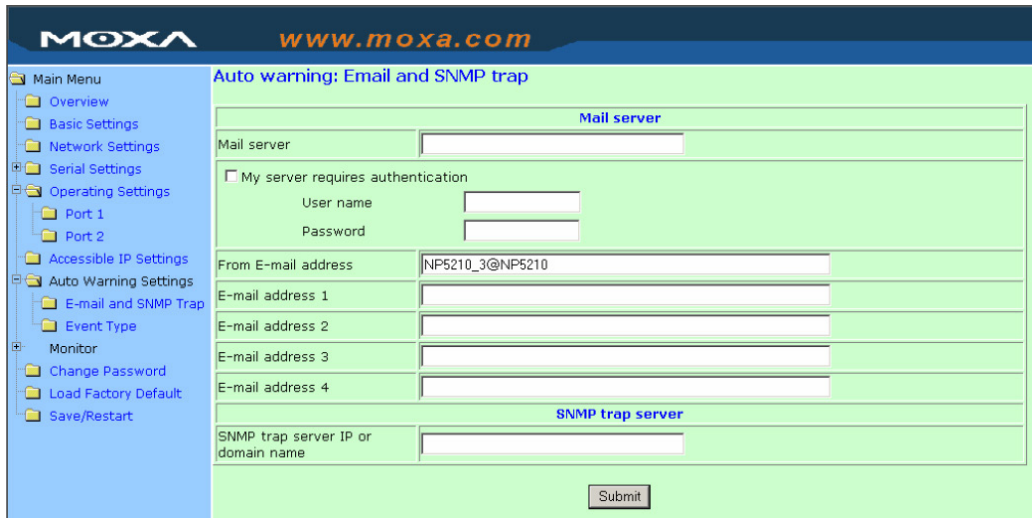 MOXA
www.moxa.com
Main Menu
Overview
Basic Settings
Network Settings
Serial Settings
Operating Settings
Port 1
Port 2
Accessible IP Settings
Auto Warning Settings
E-mail and SNMP Trap
Event Type
Monitor
Change Password
Load Factory Default
Save/Restart
Auto warning: Email and SNMP trap
Mail server
Mail server
My server requires authentication
User name
Password
From E-mail address NP5210_3@NP5210
E-mail address 1
E-mail address 2
E-mail address 3
E-mail address 4
SNMP trap server
SNMP trap server IP or
domain name
Submit